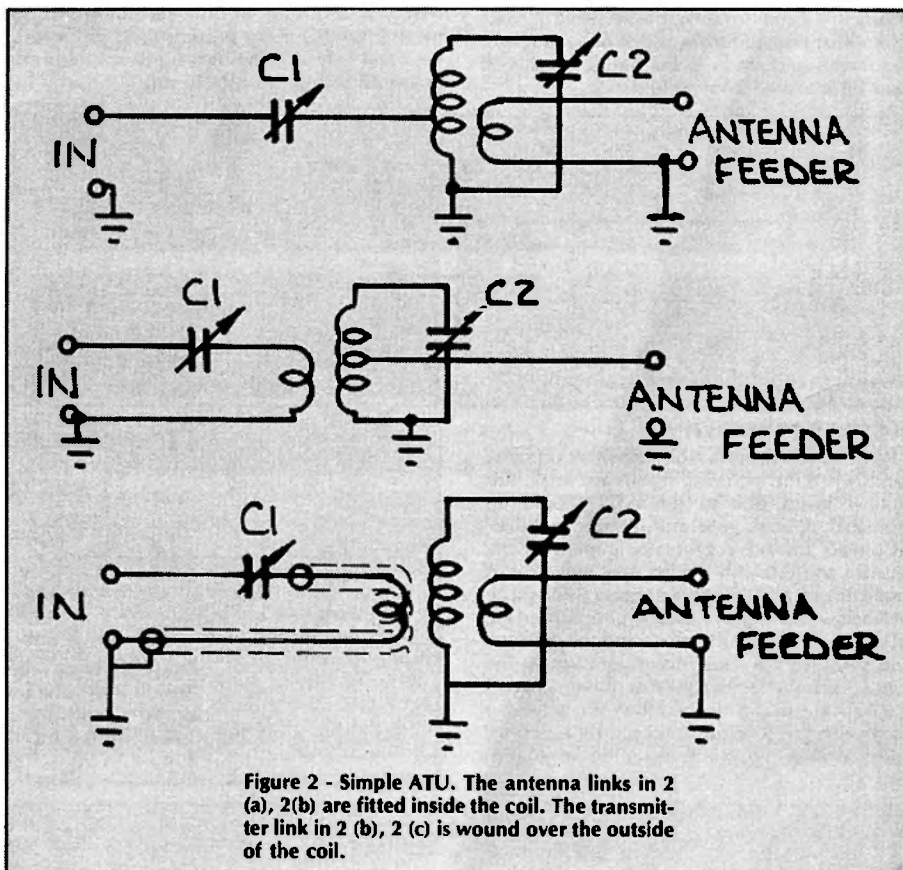 C1
C2
IN
ANTENNA
FEEDER
C1
C2
IN
ANTENNA
FEEDER
C1
C2
IN
ANTENNA
FEEDER
Figure 2 - Simple ATU. The antenna links in 2
(a), 2(b) are fitted inside the coil. The transmit-
ter link in 2 (b), 2 (c) is wound over the outside
of the coil.